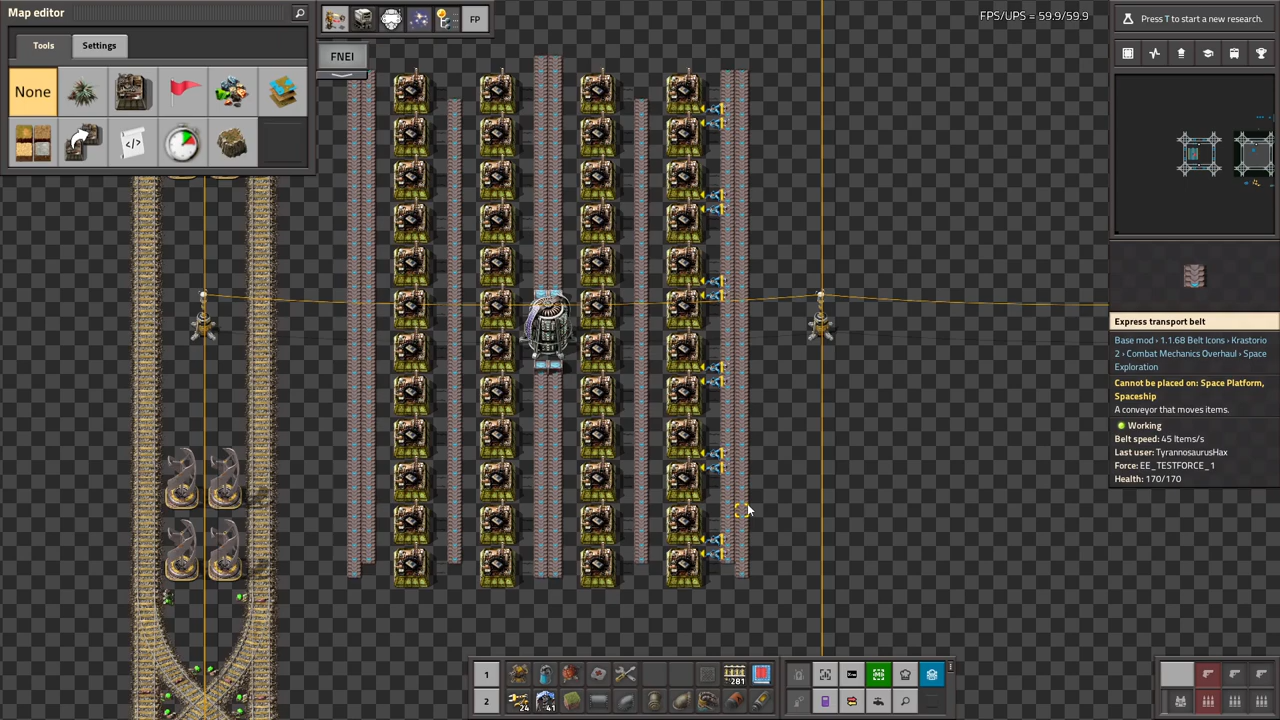 Map editor
Tools
Settings
None
</>
FP
FNEI
FPS/UPS = 59.9/59.9
Press T to start a new research.
Express transport belt
Base mod › 1.1.68 Belt Icons › Krastorio
2 › Combat Mechanics Overhaul › Space
Exploration
Cannot be placed on: Space Platform,
Spaceship
A conveyor that moves items.
Working
Belt speed: 45 Items/s
Last user: TyrannosaurusHax
Force: EE_TESTFORCE_1
Health: 170/170
1
281
2
24
41